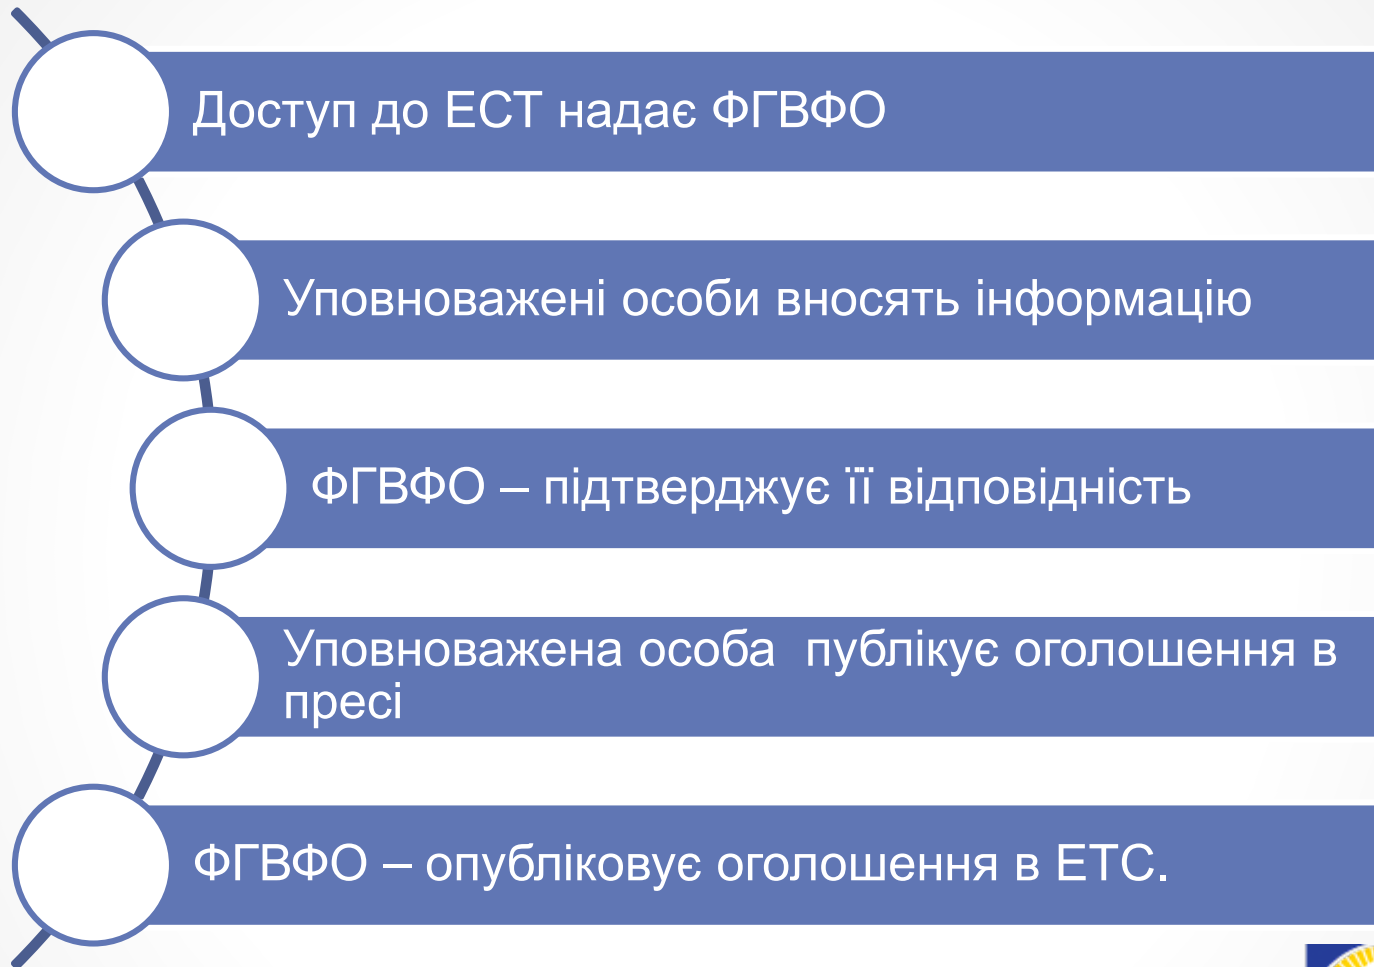 Доступ до ЕСТ надає ФГВФО
Уповноважені особи вносять інформацію
ФГВФО – підтверджує її відповідність
Уповноважена особа  публікує оголошення в
пресі
ФГВФО – опубліковує оголошення в ЕТС.